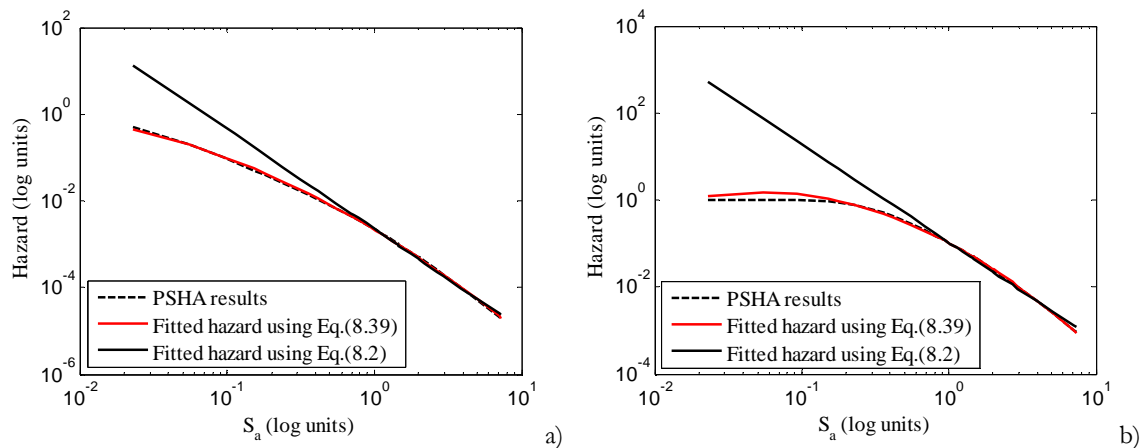 10^2
10^0
10^-2
10^-4
10^-6
Hazard (log units)
PSHA results
Fitted hazard using Eq.(8.39)
Fitted hazard using Eq.(8.2)
10^-2
10^-1
10^0
10^1
S_a (log units)
a)
10^4
10^2
10^0
10^-2
10^-4
Hazard (log units)
PSHA results
Fitted hazard using Eq.(8.39)
Fitted hazard using Eq.(8.2)
10^-2
10^-1
10^0
10^1
S_a (log units)
b)